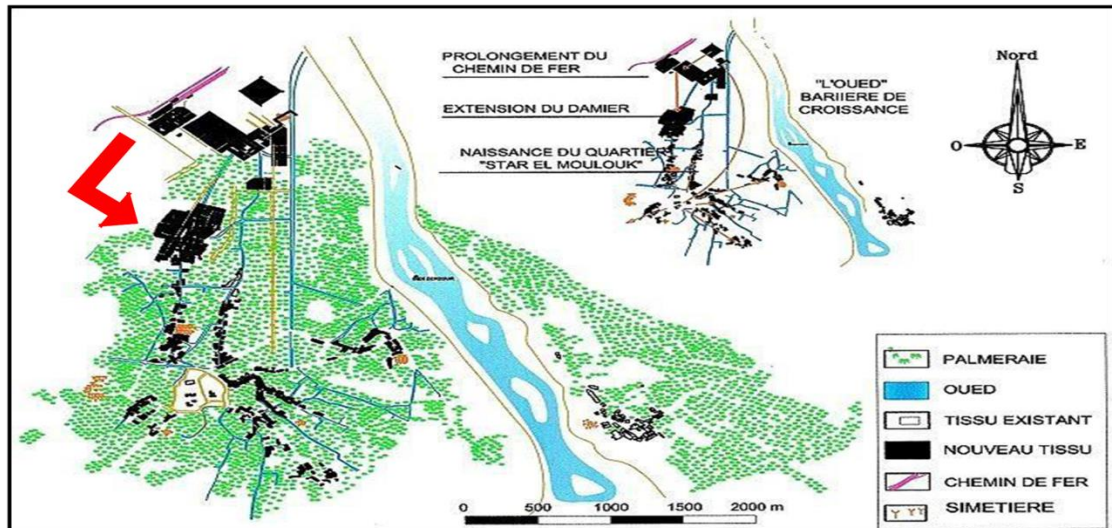 PROLONGEMENT DU
CHEMIN DE FER
EXTENSION DU DAMIER
NAISSANCE DU QUARTIER
"STAR EL MOULOUK"
"L'OUED"
BARIIERE DE
CROISSANCE
Nord
O
E
S
PALMERAIE
OUED
TISSU EXISTANT
NOUVEAU TISSU
CHEMIN DE FER
SIMETIERE
0
500
1000
1500
2000 m